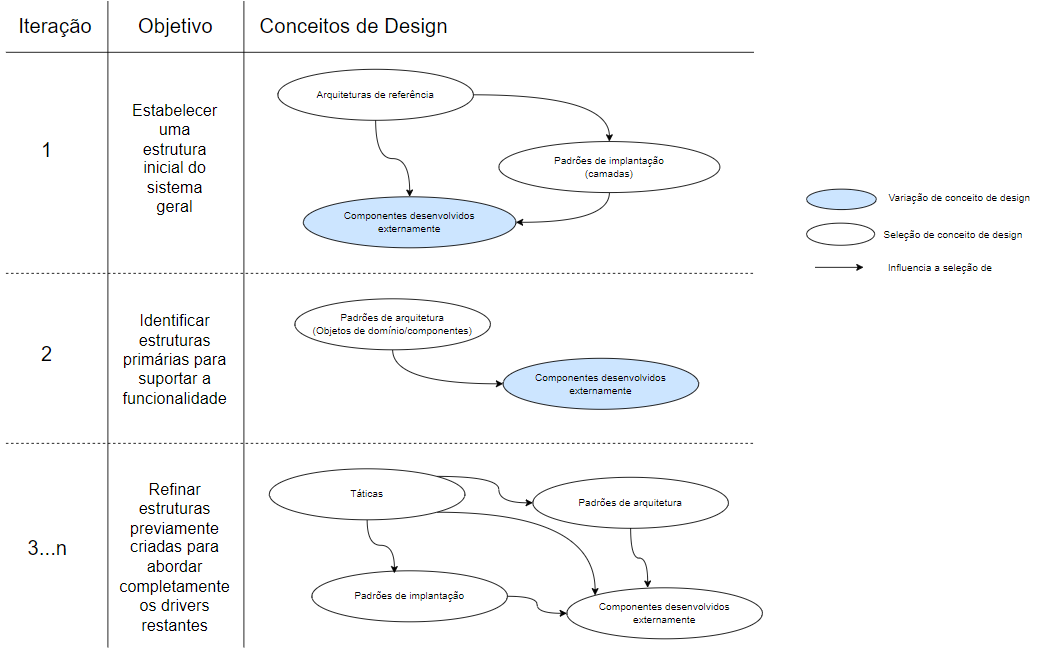 Iteração
Objetivo
Conceitos de Design
1
Estabelecer
uma
estrutura
inicial do
sistema
geral
Arquiteturas de referência
Padrões de implantação
(camadas)
Componentes desenvolvidos
externamente
2
Identificar
estruturas
primárias para
suportar a
funcionalidade
Padrões de arquitetura
(Objetos de domínio/componentes)
Componentes desenvolvidos
externamente
3...n
Refinar
estruturas
previamente
criadas para
abordar
completamente
os drivers
restantes
Táticas
Padrões de arquitetura
Padrões de implantação
Componentes desenvolvidos
externamente
Variação de conceito de design
Seleção de conceito de design
Influencia a seleção de